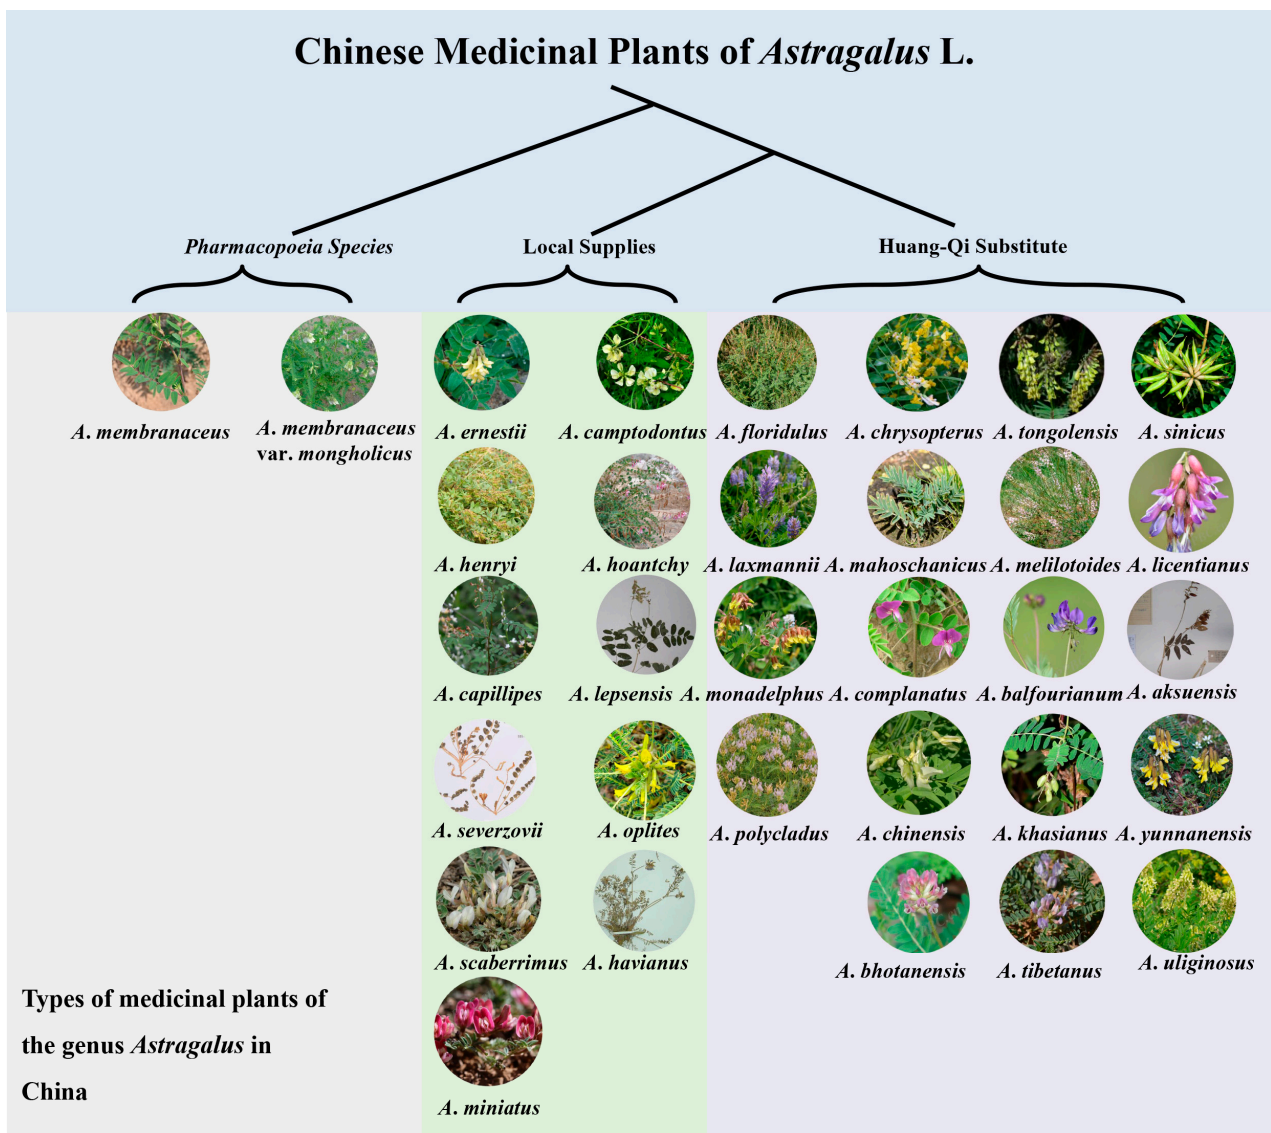 Chinese Medicinal Plants of Astragalus L.
Pharmacopoeia Species
Local Supplies
Huang-Qi Substitute
A. membranaceus
A. membranaceus
var. mongholicus
A. ernestii
A. camptodontus
A. floridulus
A. chrysopterus
A. tongolensis
A. sinicus
A. henryi
A. hoantchy
A. laxmannii
A. mahoschanicus
A. melilotoides
A. licentianus
A. capillipes
A. lepsensis
A. monadelphus
A. complanatus
A. balfourianum
A. aksuensis
A. severzovii
A. oplites
A. polycladus
A. chinensis
A. khasianus
A. yunnanensis
A. scaberrimus
A. havianus
A. bhotanensis
A. tibetanus
A. uliginosus
A. miniatus
Types of medicinal plants of
the genus Astragalus in
China